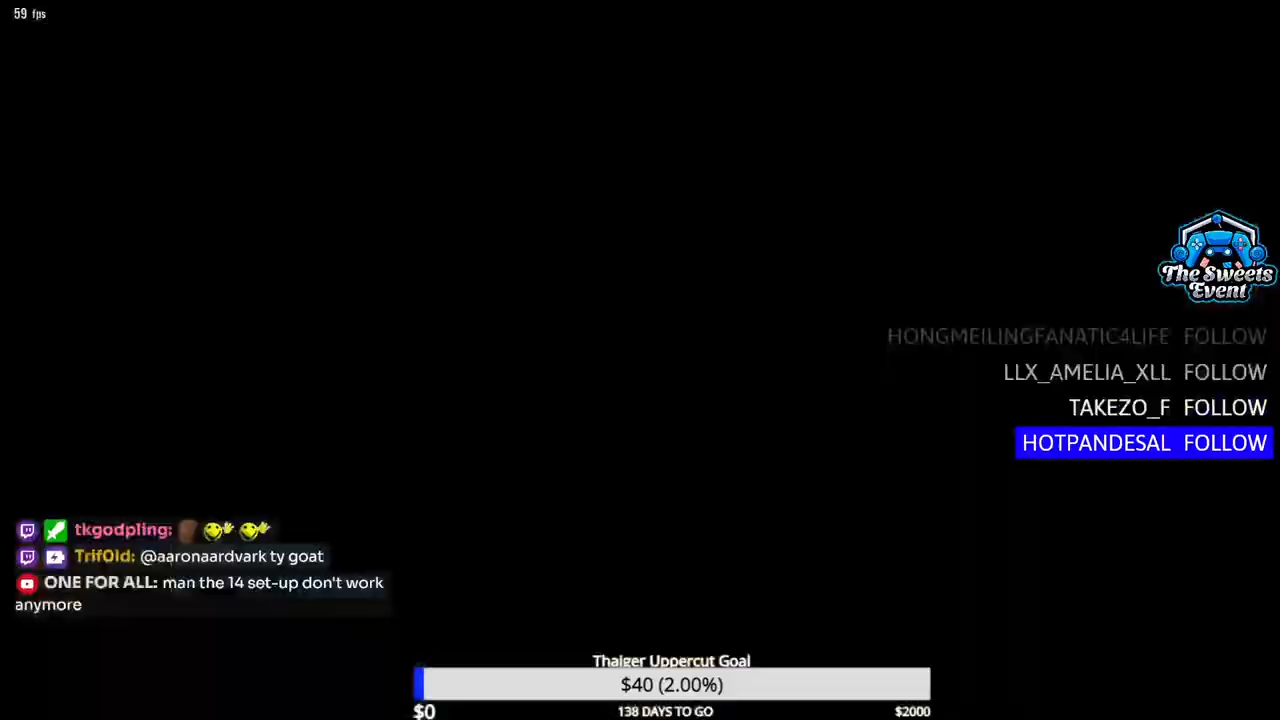 59 fps
The Sweets
Event
HONGMEILINGFANATIC4LIFE FOLLOW
LLX_AMELIA_XLL FOLLOW
TAKEZO_F FOLLOW
HOTPANDESAL FOLLOW
tkgodpling:
TrifOld: @aaronaardvark ty goat
ONE FOR ALL: man the 14 set-up don't work
anymore
Thalger Uppercut Goal
$40 (2.00%)
$0 138 DAYS TO GO $2000